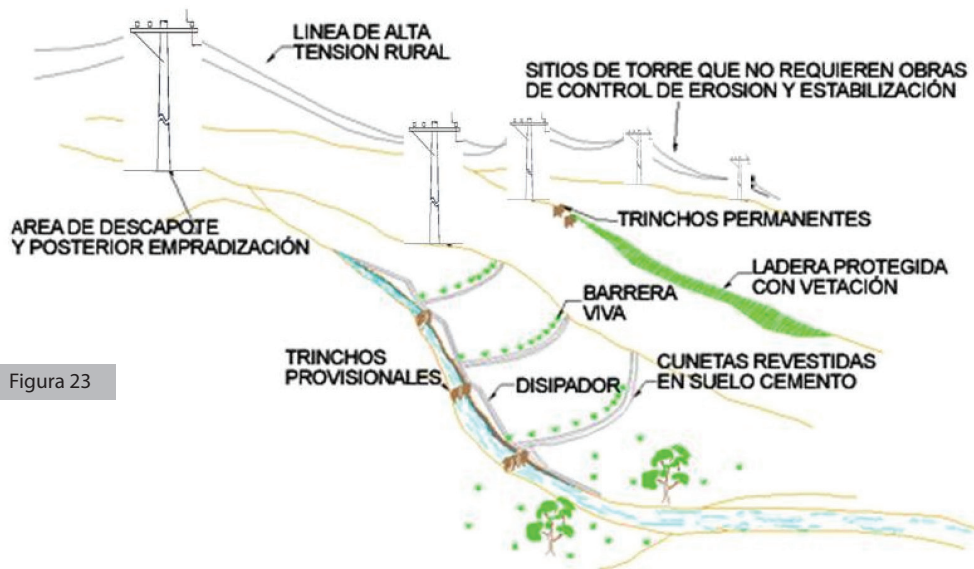 LINEA DE ALTA
TENSION RURAL
SITIOS DE TORRE QUE NO REQUIEREN OBRAS
DE CONTROL DE EROSION Y ESTABILIZACIÓN
AREA DE DESCAPOTE
Y POSTERIOR EMPRADIZACIÓN
TRINCHOS PERMANENTES
LADERA PROTEGIDA
CON VETACIÓN
BARRERA
VIVA
TRINCHOS
PROVISIONALES
DISIPADOR
CUNETAS REVESTIDAS
EN SUELO CEMENTO
Figura 23